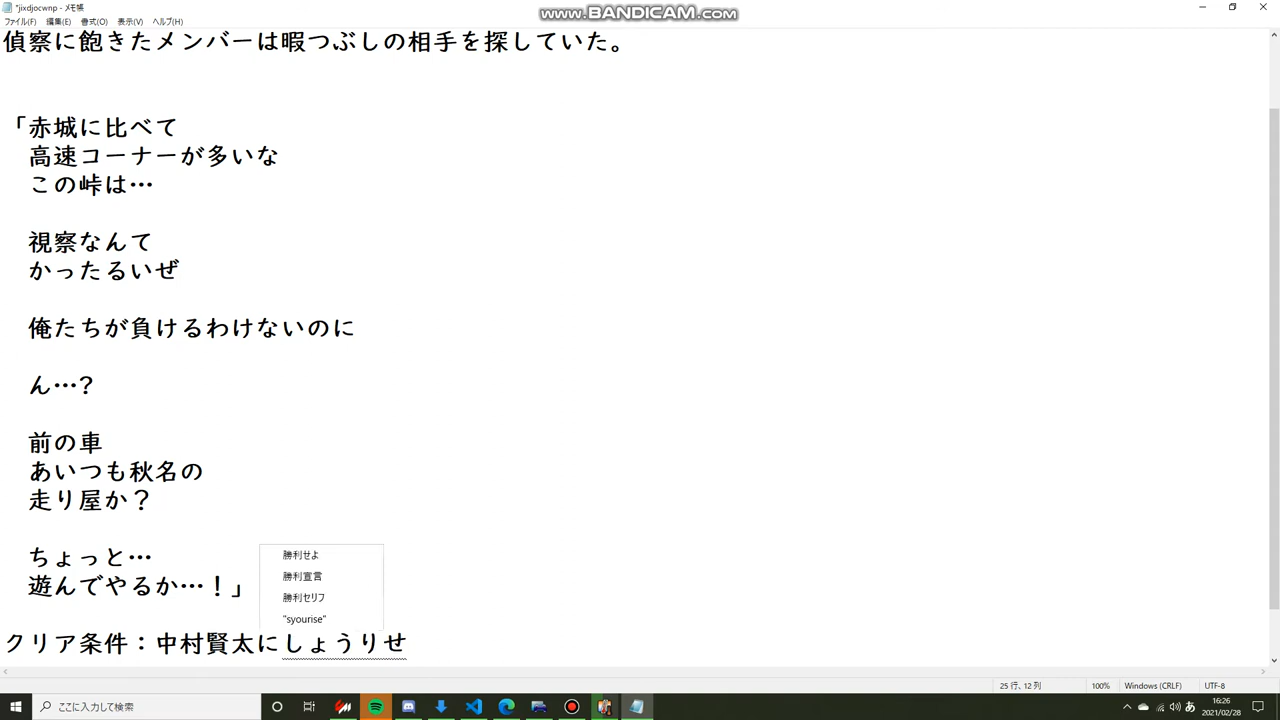 *jixdjocwnp - メモ帳
www.BANDICAM.com
ファイル(F) 編集(E) 書式(O) 表示(V) ヘルプ(H)
偵察に飽きたメンバーは暇つぶしの相手を探していた。
「赤城に比べて
高速コーナーが多いな
この峠は…
視察なんて
かったるいぜ
俺たちが負けるわけないのに
ん…?
前の車
あいつも秋名の
走り屋か？
ちょっと…
遊んでやるか…！」
勝利せよ
勝利宣言
勝利セリフ
"syourise"
クリア条件：中村賢太にしょうりせ
25 行、12 列 100% Windows (CRLF) UTF-8
ここに入力して検索
あ
16:26
2021/02/28